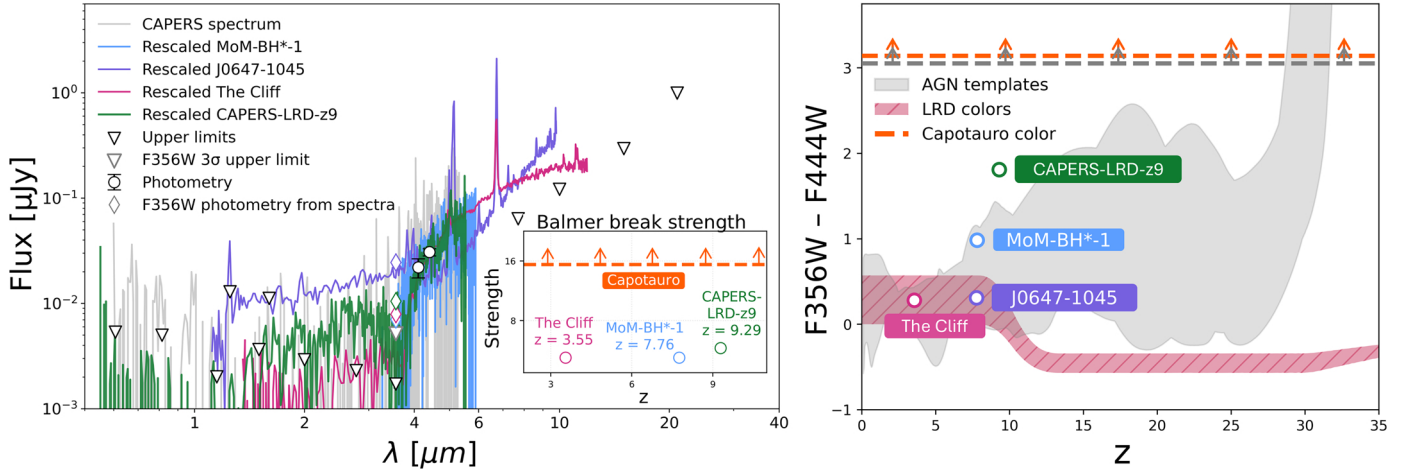 CAPERS spectrum
Rescaled MoM-BH*-1
Rescaled J0647-1045
Rescaled The Cliff
Rescaled CAPERS-LRD-z9
Upper limits
F356W 3σ upper limit
Photometry
F356W photometry from spectra
Flux [μJy]
10⁰
10⁻¹
10⁻²
10⁻³
1
2
4
6
10
20
40
λ [μm]
Balmer break strength
Strength
16
8
Capotauro
The Cliff
z = 3.55
MoM-BH*-1
z = 7.76
CAPERS-
LRD-z9
z = 9.29
3
6
9
z
F356W – F444W
3
2
1
0
−1
AGN templates
LRD colors
Capotauro color
CAPERS-LRD-z9
MoM-BH*-1
J0647-1045
The Cliff
0
5
10
15
20
25
30
35
z